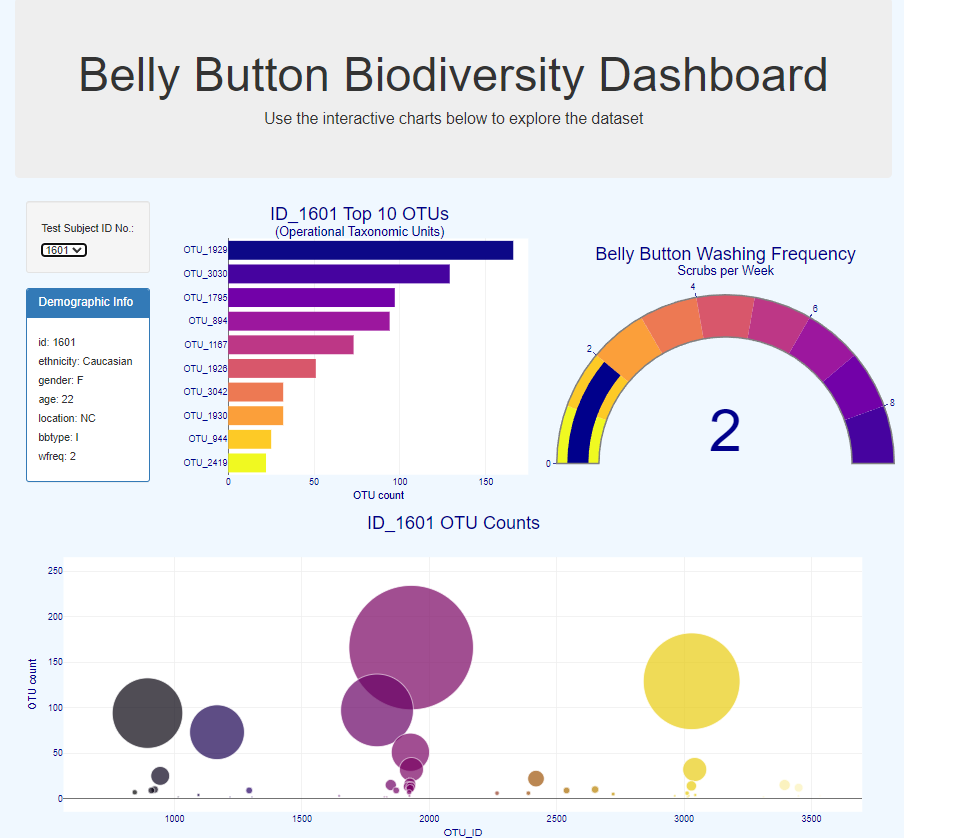 Belly Button Biodiversity Dashboard
Use the interactive charts below to explore the dataset
Test Subject ID No.:
1601
Demographic Info
id: 1601
ethnicity: Caucasian
gender: F
age: 22
location: NC
bbtype: I
wfreq: 2
ID_1601 Top 10 OTUs
(Operational Taxonomic Units)
OTU_1929
OTU_3030
OTU_1795
OTU_894
OTU_1167
OTU_1926
OTU_3042
OTU_1930
OTU_944
OTU_2419
0 50 100 150
OTU count
Belly Button Washing Frequency
Scrubs per Week
0
2
4
6
8
2
ID_1601 OTU Counts
OTU count
250
200
150
100
50
0
1000 1500 2000 2500 3000 3500
OTU_ID